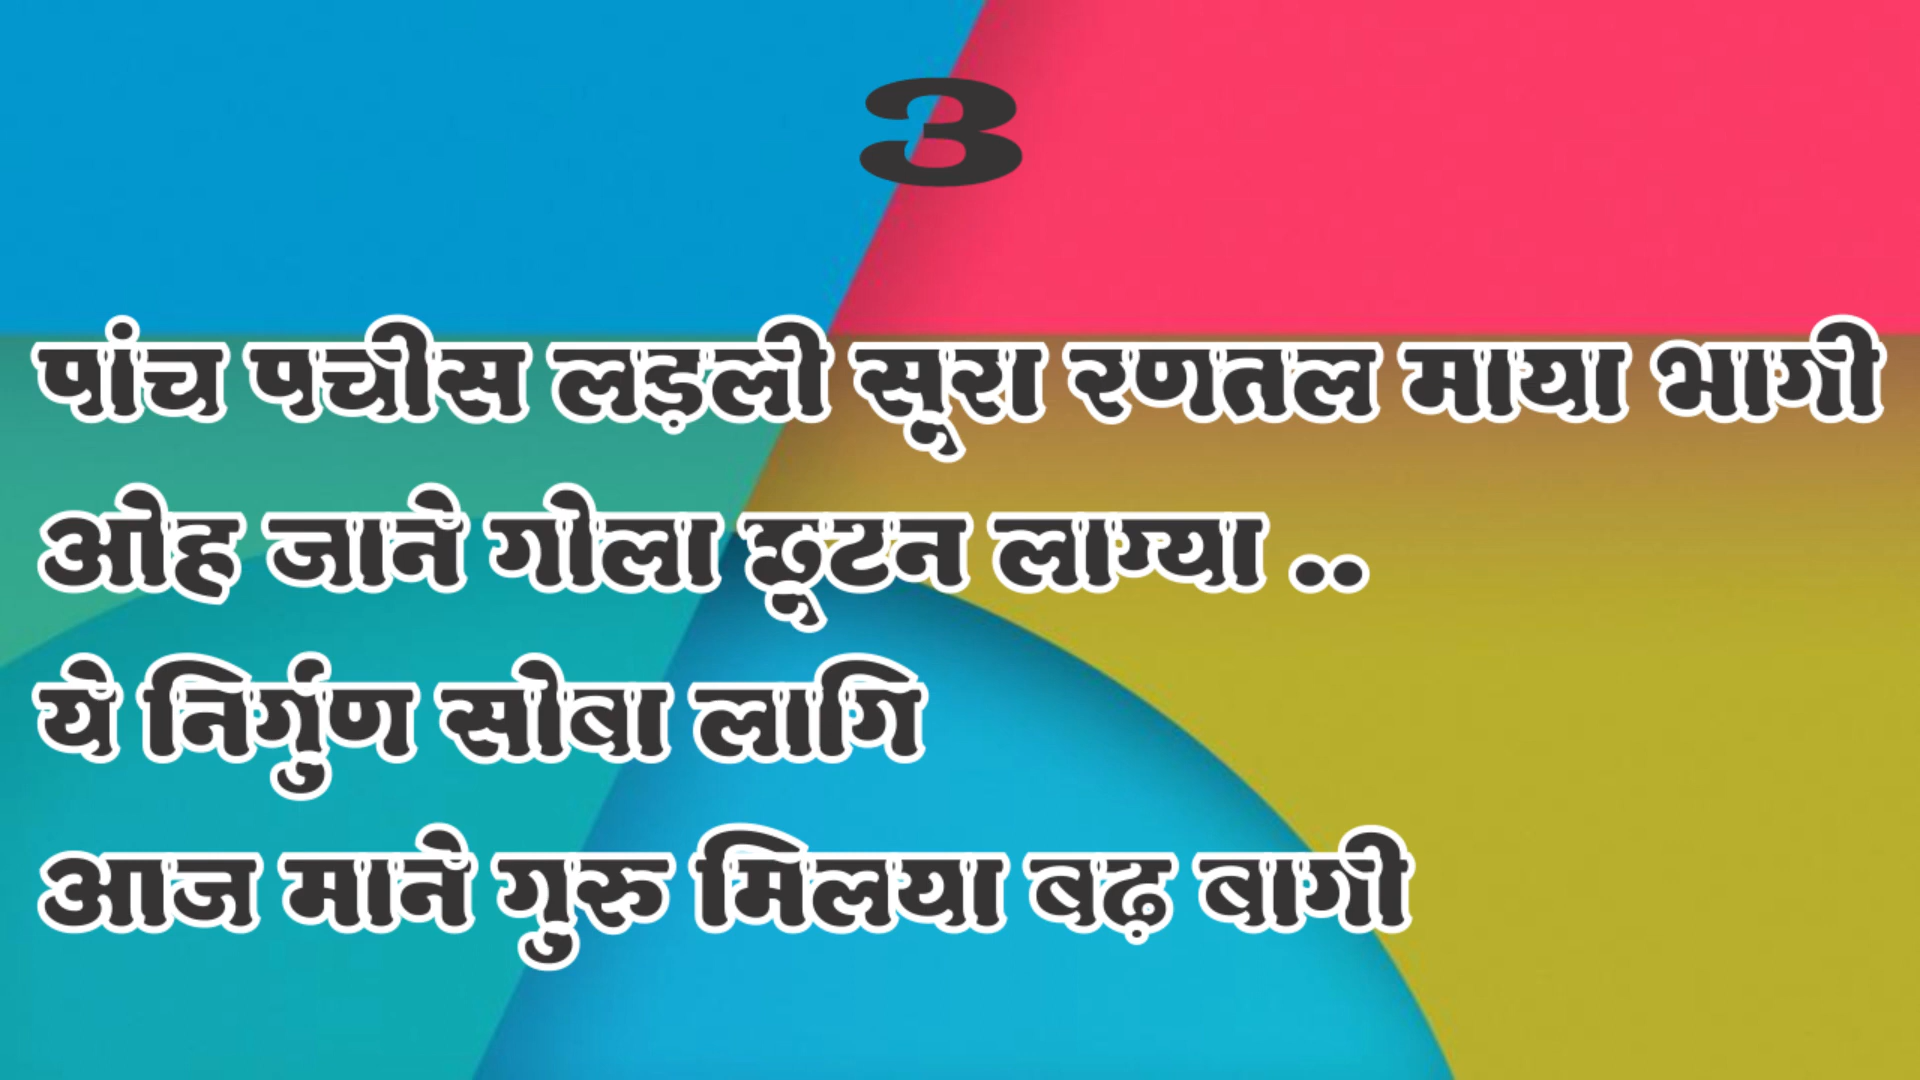 3
पांच पचीस लड़ली सूरा रणतल माया भागी
ओह जाने गोला छूटन लाग्या ..
ये निर्गुण सोबा लागि
आज माने गुरु मिलया बढ़ बागी